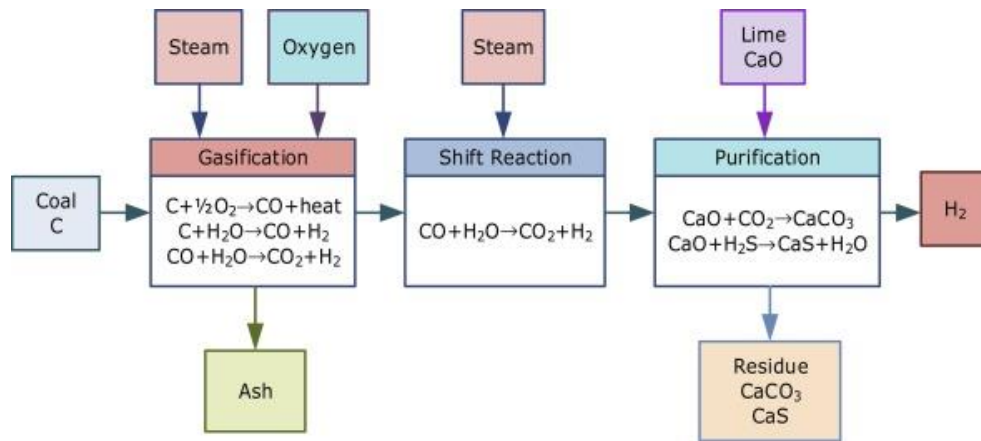 Steam
Oxygen
Steam
Lime
CaO
Gasification
Shift Reaction
Purification
Coal
C
C+½O₂→CO+heat
C+H₂O→CO+H₂
CO+H₂O→CO₂+H₂
CO+H₂O→CO₂+H₂
CaO+CO₂→CaCO₃
CaO+H₂S→CaS+H₂O
H₂
Ash
Residue
CaCO₃
CaS